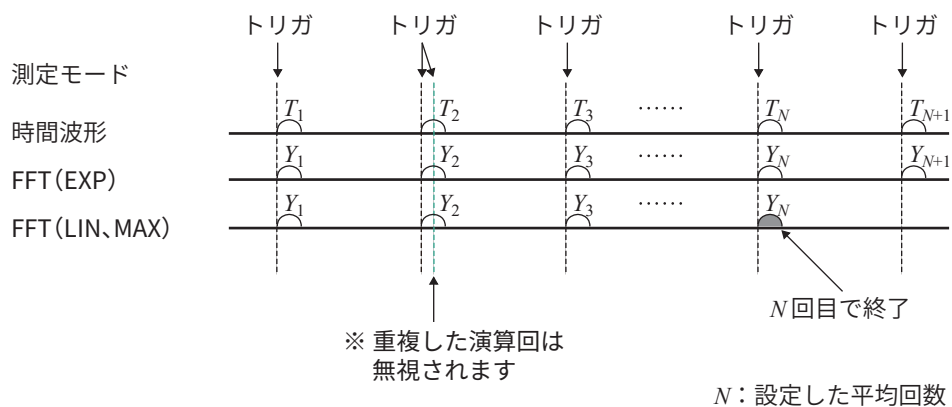 トリガ トリガ トリガ トリガ トリガ
測定モード
時間波形 T1 T2 T3 …… TN TN+1
FFT(EXP) Y1 Y2 Y3 …… YN YN+1
FFT(LIN、MAX) Y1 Y2 Y3 …… YN
N回目で終了
※ 重複した演算回は
無視されます
N：設定した平均回数